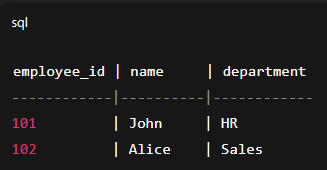 sql
employee_id | name     | department
------------|----------|------------
101         | John     | HR
102         | Alice    | Sales